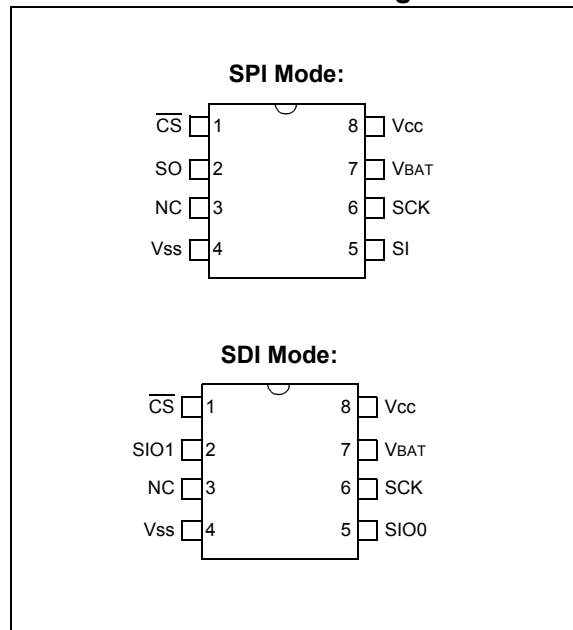 SPI Mode:
CS 1 8 Vcc
SO 2 7 VBAT
NC 3 6 SCK
Vss 4 5 SI
SDI Mode:
CS 1 8 Vcc
SIO1 2 7 VBAT
NC 3 6 SCK
Vss 4 5 SIO0